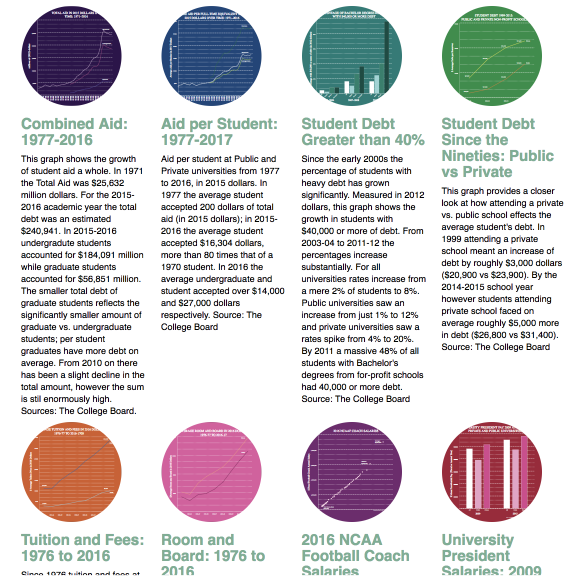 TOTAL AID IN 2015 DOLLARS
TIME: 1971-2016
Combined Aid:
1977-2016
This graph shows the growth
of student aid a whole. In 1971
the Total Aid was $25,632
million dollars. For the 2015-
2016 academic year the total
debt was an estimated
$240,941. In 2015-2016
undergradute students
accounted for $184,091 million
while graduate students
accounted for $56,851 million.
The smaller total debt of
graduate students reflects the
significantly smaller amount of
graduate vs. undergraduate
students; per student
graduates have more debt on
average. From 2010 on there
has been a slight decline in the
total amount, however the sum
is stil enormously high.
Sources: The College Board.
Aid per Student:
1977-2017
Aid per student at Public and
Private universities from 1977
to 2016, in 2015 dollars. In
1977 the average student
accepted 200 dollars of total
aid (in 2015 dollars); in 2015-
2016 the average student
accepted $16,304 dollars,
more than 80 times that of a
1970 student. In 2016 the
average undergraduate and
student accepted over $14,000
and $27,000 dollars
respectively. Source: The
College Board
Student Debt
Greater than 40%
Since the early 2000s the
percentage of students with
heavy debt has grown
significantly. Measured in 2012
dollars, this graph shows the
growth in students with
$40,000 or more of debt. From
2003-04 to 2011-12 the
percentages increase
substantially. For all
universities rates increase from
a mere 2% of students to 8%.
Public universities saw an
increase from just 1% to 12%
and private universities saw a
rates spike from 4% to 20%.
By 2011 a massive 48% of all
students with Bachelor's
degrees from for-profit schools
had 40,000 or more debt.
Source: The College Board
Student Debt
Since the
Nineties: Public
vs Private
This graph provides a closer
look at how attending a private
vs. public school effects the
average student's debt. In
1999 attending a private
school meant an increase of
debt by roughly $3,000 dollars
($20,900 vs $23,900). By the
2014-2015 school year
however students attending
private school faced on
average roughly $5,000 more
in debt ($26,800 vs $31,400).
Source: The College Board
Tuition and Fees:
1976 to 2016
Since 1976 tuition and fees at
Room and
Board: 1976 to
2016
2016 NCAA
Football Coach
Salaries
University
President
Salaries: 2009